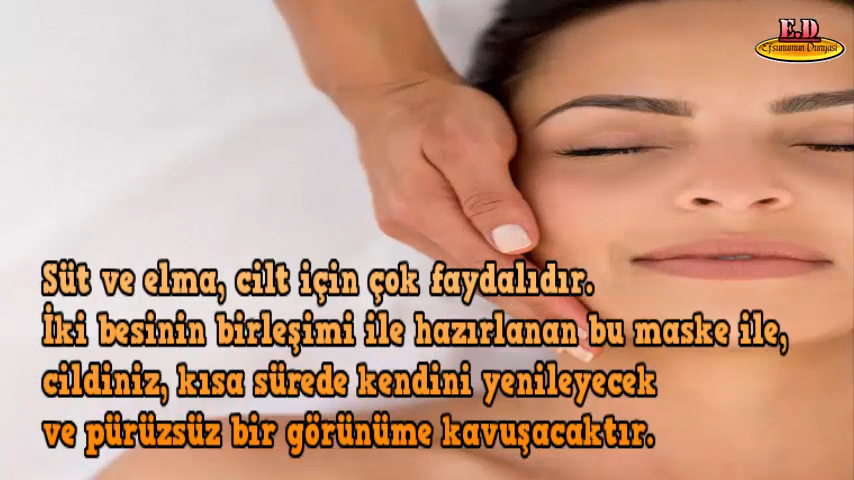 E.D
Efsunumun Dünyası
Süt ve elma, cilt için çok faydalıdır.
İki besinin birleşimi ile hazırlanan bu maske ile,
cildiniz, kısa sürede kendini yenileyecek
ve pürüzsüz bir görünüme kavuşacaktır.